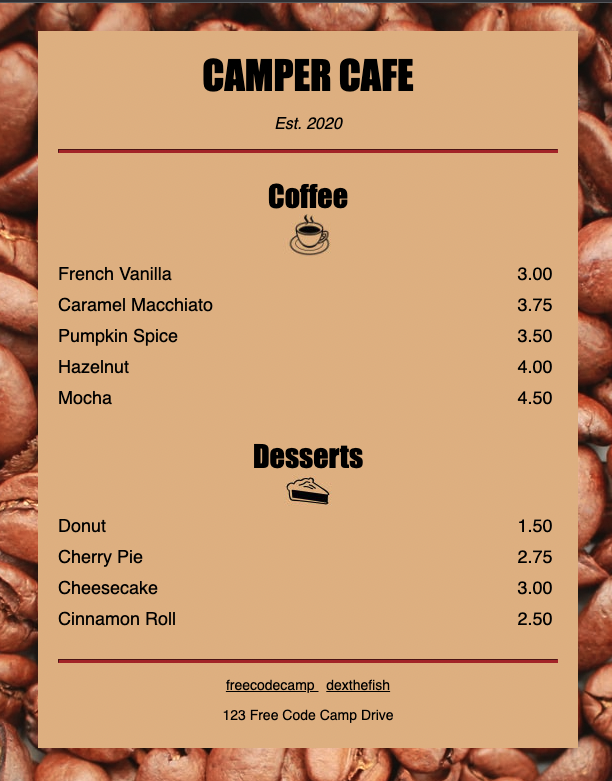 CAMPER CAFE
Est. 2020
Coffee
French Vanilla 3.00
Caramel Macchiato 3.75
Pumpkin Spice 3.50
Hazelnut 4.00
Mocha 4.50
Desserts
Donut 1.50
Cherry Pie 2.75
Cheesecake 3.00
Cinnamon Roll 2.50
freecodecamp dexthefish
123 Free Code Camp Drive